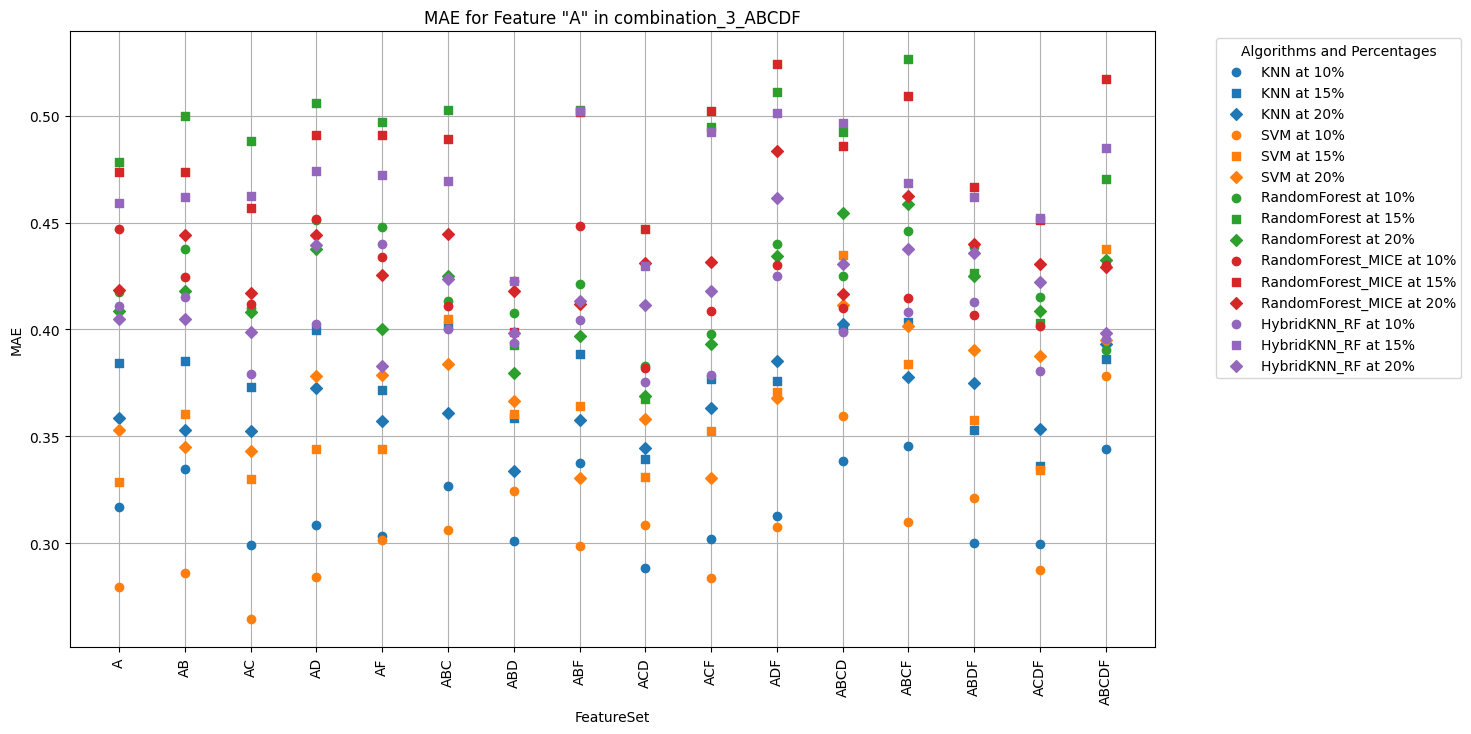 MAE for Feature "A" in combination_3_ABCDF
Algorithms and Percentages
KNN at 10%
KNN at 15%
KNN at 20%
SVM at 10%
SVM at 15%
SVM at 20%
RandomForest at 10%
RandomForest at 15%
RandomForest at 20%
RandomForest_MICE at 10%
RandomForest_MICE at 15%
RandomForest_MICE at 20%
HybridKNN_RF at 10%
HybridKNN_RF at 15%
HybridKNN_RF at 20%
MAE
0.50
0.45
0.40
0.35
0.30
A
AB
AC
AD
AF
ABC
ABD
ABF
ACD
ACF
ADF
ABCD
ABCF
ABDF
ACDF
ABCDF
FeatureSet